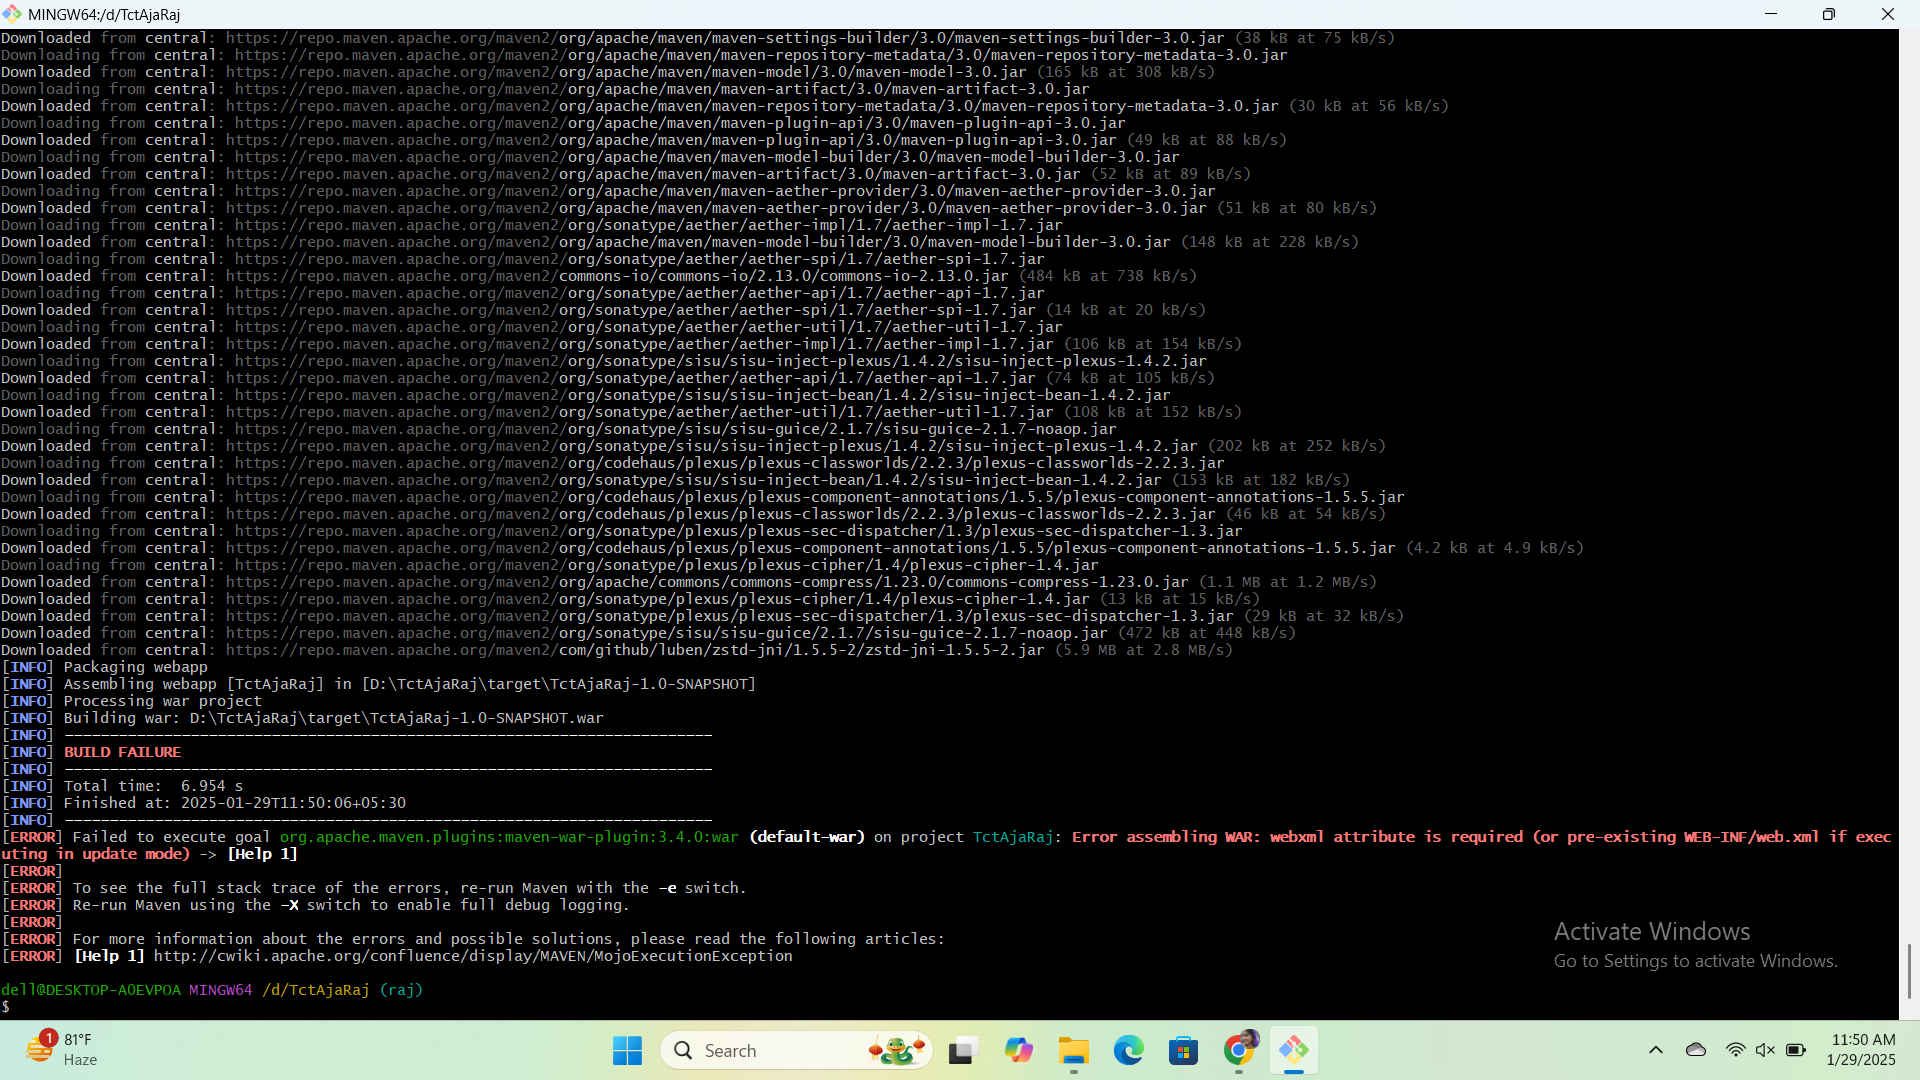 MINGW64:/d/TctAjaRaj
Downloaded from central: https://repo.maven.apache.org/maven2/org/apache/maven/maven-settings-builder/3.0/maven-settings-builder-3.0.jar (38 kB at 75 kB/s)
Downloading from central: https://repo.maven.apache.org/maven2/org/apache/maven/maven-repository-metadata/3.0/maven-repository-metadata-3.0.jar
Downloaded from central: https://repo.maven.apache.org/maven2/org/apache/maven/maven-model/3.0/maven-model-3.0.jar (165 kB at 308 kB/s)
Downloading from central: https://repo.maven.apache.org/maven2/org/apache/maven/maven-artifact/3.0/maven-artifact-3.0.jar
Downloaded from central: https://repo.maven.apache.org/maven2/org/apache/maven/maven-repository-metadata/3.0/maven-repository-metadata-3.0.jar (30 kB at 56 kB/s)
Downloading from central: https://repo.maven.apache.org/maven2/org/apache/maven/maven-plugin-api/3.0/maven-plugin-api-3.0.jar
Downloaded from central: https://repo.maven.apache.org/maven2/org/apache/maven/maven-plugin-api/3.0/maven-plugin-api-3.0.jar (49 kB at 88 kB/s)
Downloading from central: https://repo.maven.apache.org/maven2/org/apache/maven/maven-model-builder/3.0/maven-model-builder-3.0.jar
Downloaded from central: https://repo.maven.apache.org/maven2/org/apache/maven/maven-artifact/3.0/maven-artifact-3.0.jar (52 kB at 89 kB/s)
Downloading from central: https://repo.maven.apache.org/maven2/org/apache/maven/maven-aether-provider/3.0/maven-aether-provider-3.0.jar
Downloaded from central: https://repo.maven.apache.org/maven2/org/apache/maven/maven-aether-provider/3.0/maven-aether-provider-3.0.jar (51 kB at 80 kB/s)
Downloading from central: https://repo.maven.apache.org/maven2/org/sonatype/aether/aether-impl/1.7/aether-impl-1.7.jar
Downloaded from central: https://repo.maven.apache.org/maven2/org/apache/maven/maven-model-builder/3.0/maven-model-builder-3.0.jar (148 kB at 228 kB/s)
Downloading from central: https://repo.maven.apache.org/maven2/org/sonatype/aether/aether-spi/1.7/aether-spi-1.7.jar
Downloaded from central: https://repo.maven.apache.org/maven2/commons-io/commons-io/2.13.0/commons-io-2.13.0.jar (484 kB at 738 kB/s)
Downloading from central: https://repo.maven.apache.org/maven2/org/sonatype/aether/aether-api/1.7/aether-api-1.7.jar
Downloaded from central: https://repo.maven.apache.org/maven2/org/sonatype/aether/aether-spi/1.7/aether-spi-1.7.jar (14 kB at 20 kB/s)
Downloading from central: https://repo.maven.apache.org/maven2/org/sonatype/aether/aether-util/1.7/aether-util-1.7.jar
Downloaded from central: https://repo.maven.apache.org/maven2/org/sonatype/aether/aether-impl/1.7/aether-impl-1.7.jar (106 kB at 154 kB/s)
Downloading from central: https://repo.maven.apache.org/maven2/org/sonatype/sisu/sisu-inject-plexus/1.4.2/sisu-inject-plexus-1.4.2.jar
Downloaded from central: https://repo.maven.apache.org/maven2/org/sonatype/aether/aether-api/1.7/aether-api-1.7.jar (74 kB at 105 kB/s)
Downloading from central: https://repo.maven.apache.org/maven2/org/sonatype/sisu/sisu-inject-bean/1.4.2/sisu-inject-bean-1.4.2.jar
Downloaded from central: https://repo.maven.apache.org/maven2/org/sonatype/aether/aether-util/1.7/aether-util-1.7.jar (108 kB at 152 kB/s)
Downloading from central: https://repo.maven.apache.org/maven2/org/sonatype/sisu/sisu-guice/2.1.7/sisu-guice-2.1.7-noaop.jar
Downloaded from central: https://repo.maven.apache.org/maven2/org/sonatype/sisu/sisu-inject-plexus/1.4.2/sisu-inject-plexus-1.4.2.jar (202 kB at 252 kB/s)
Downloading from central: https://repo.maven.apache.org/maven2/org/codehaus/plexus/plexus-classworlds/2.2.3/plexus-classworlds-2.2.3.jar
Downloaded from central: https://repo.maven.apache.org/maven2/org/sonatype/sisu/sisu-inject-bean/1.4.2/sisu-inject-bean-1.4.2.jar (153 kB at 182 kB/s)
Downloading from central: https://repo.maven.apache.org/maven2/org/codehaus/plexus/plexus-component-annotations/1.5.5/plexus-component-annotations-1.5.5.jar
Downloaded from central: https://repo.maven.apache.org/maven2/org/codehaus/plexus/plexus-classworlds/2.2.3/plexus-classworlds-2.2.3.jar (46 kB at 54 kB/s)
Downloading from central: https://repo.maven.apache.org/maven2/org/sonatype/plexus/plexus-sec-dispatcher/1.3/plexus-sec-dispatcher-1.3.jar
Downloaded from central: https://repo.maven.apache.org/maven2/org/codehaus/plexus/plexus-component-annotations/1.5.5/plexus-component-annotations-1.5.5.jar (4.2 kB at 4.9 kB/s)
Downloading from central: https://repo.maven.apache.org/maven2/org/sonatype/plexus/plexus-cipher/1.4/plexus-cipher-1.4.jar
Downloaded from central: https://repo.maven.apache.org/maven2/org/apache/commons/commons-compress/1.23.0/commons-compress-1.23.0.jar (1.1 MB at 1.2 MB/s)
Downloading from central: https://repo.maven.apache.org/maven2/org/sonatype/plexus/plexus-cipher/1.4/plexus-cipher-1.4.jar (13 kB at 15 kB/s)
Downloaded from central: https://repo.maven.apache.org/maven2/org/sonatype/plexus/plexus-sec-dispatcher/1.3/plexus-sec-dispatcher-1.3.jar (29 kB at 32 kB/s)
Downloaded from central: https://repo.maven.apache.org/maven2/org/sonatype/sisu/sisu-guice/2.1.7/sisu-guice-2.1.7-noaop.jar (472 kB at 448 kB/s)
Downloaded from central: https://repo.maven.apache.org/maven2/com/github/luben/zstd-jni/1.5.5-2/zstd-jni-1.5.5-2.jar (5.9 MB at 2.8 MB/s)
[INFO] Packaging webapp
[INFO] Assembling webapp [TctAjaRaj] in [D:\TctAjaRaj\target\TctAjaRaj-1.0-SNAPSHOT]
[INFO] Processing war project
[INFO] Building war: D:\TctAjaRaj\target\TctAjaRaj-1.0-SNAPSHOT.war
[INFO] ------------------------------------------------------------------------
[INFO] BUILD FAILURE
[INFO] ------------------------------------------------------------------------
[INFO] Total time:  6.954 s
[INFO] Finished at: 2025-01-29T11:50:06+05:30
[INFO] ------------------------------------------------------------------------
[ERROR] Failed to execute goal org.apache.maven.plugins:maven-war-plugin:3.4.0:war (default-war) on project TctAjaRaj: Error assembling WAR: webxml attribute is required (or pre-existing WEB-INF/web.xml if exec
uting in update mode) -> [Help 1]
[ERROR]
[ERROR] To see the full stack trace of the errors, re-run Maven with the -e switch.
[ERROR] Re-run Maven using the -X switch to enable full debug logging.
[ERROR]
[ERROR] For more information about the errors and possible solutions, please read the following articles:
[ERROR] [Help 1] http://cwiki.apache.org/confluence/display/MAVEN/MojoExecutionException
Activate Windows
Go to Settings to activate Windows.
dell@DESKTOP-A0EVPOA MINGW64 /d/TctAjaRaj (raj)
$
1
81°F
Haze
Search
11:50 AM
1/29/2025